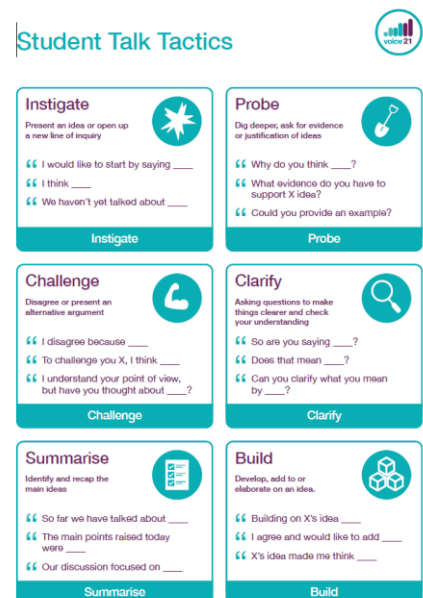 Student Talk Tactics
voice 21
Instigate
Present an idea or open up
a new line of inquiry
“ I would like to start by saying ____
“ I think ____
“ We haven't yet talked about ____
Instigate
Probe
Dig deeper, ask for evidence
or justification of ideas
“ Why do you think ____?
“ What evidence do you have to
support X idea?
“ Could you provide an example?
Probe
Challenge
Disagree or present an
alternative argument
“ I disagree because ____
“ To challenge you X, I think ____
“ I understand your point of view,
but have you thought about ____?
Challenge
Clarify
Asking questions to make
things clearer and check
your understanding
“ So are you saying ____?
“ Does that mean ____?
“ Can you clarify what you mean
by ____?
Clarify
Summarise
Identify and recap the
main ideas
“ So far we have talked about ____
“ The main points raised today
were ____
“ Our discussion focused on ____
Summarise
Build
Develop, add to or
elaborate on an idea.
“ Building on X's idea ____
“ I agree and would like to add ____
“ X's idea made me think ____
Build